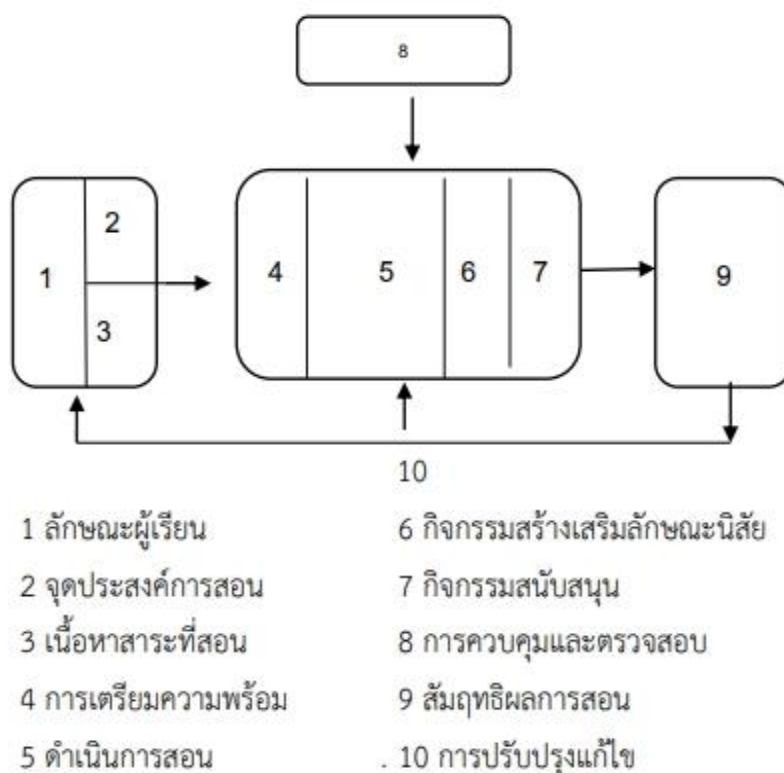 8
2
1
4
5
6
7
9
3
10
1 ลักษณะผู้เรียน
6 กิจกรรมสร้างเสริมลักษณะนิสัย
2 จุดประสงค์การสอน
7 กิจกรรมสนับสนุน
3 เนื้อหาสาระที่สอน
8 การควบคุมและตรวจสอบ
4 การเตรียมความพร้อม
9 สัมฤทธิผลการสอน
5 ดำเนินการสอน
. 10 การปรับปรุงแก้ไข